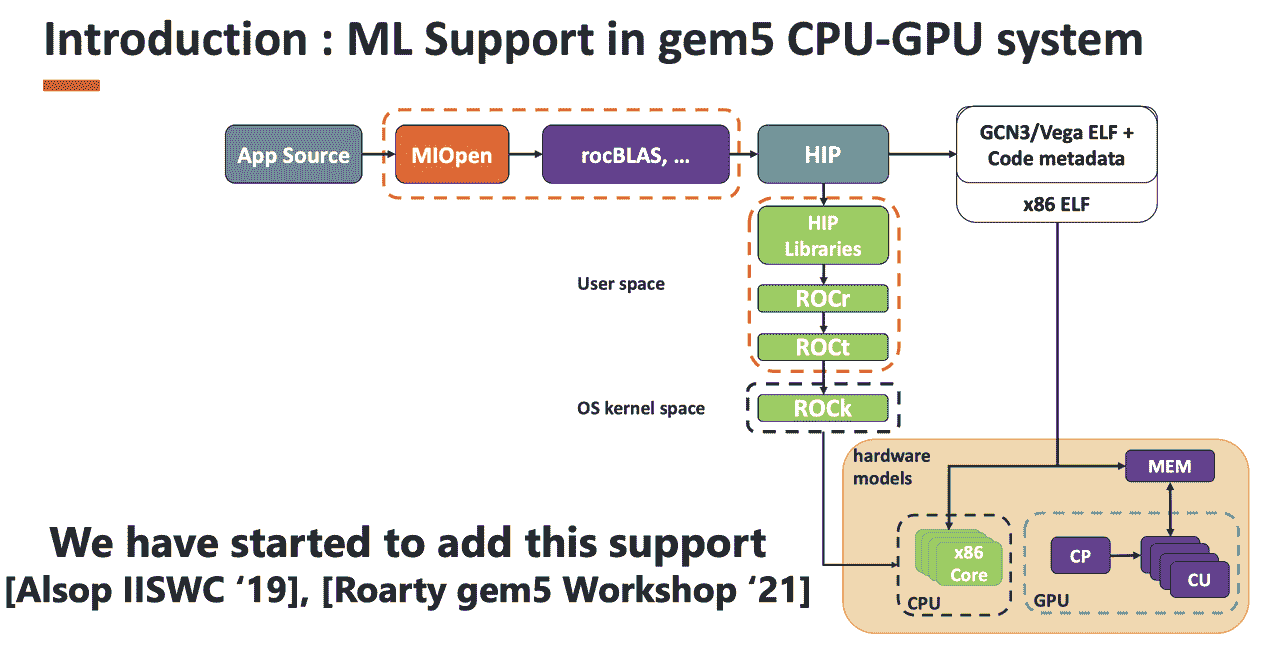 Introduction : ML Support in gem5 CPU-GPU system
App Source
MIOpen
rocBLAS, ...
HIP
GCN3/Vega ELF +
Code metadata
x86 ELF
HIP
Libraries
User space
ROCr
ROCt
OS kernel space
ROCk
hardware
models
MEM
x86
Core
CPU
CP
CU
GPU
We have started to add this support
[Alsop IISWC ‘19], [Roarty gem5 Workshop ‘21]